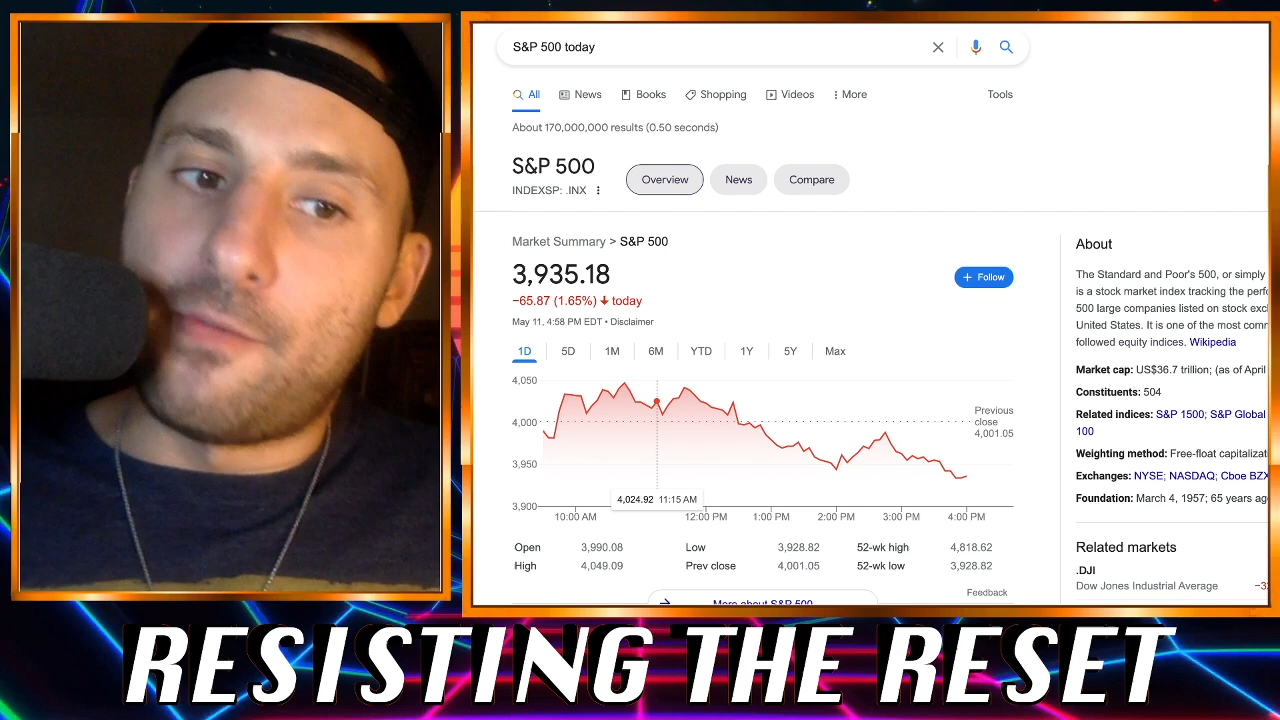 S&P 500 today
All News Books Shopping Videos More Tools
About 170,000,000 results (0.50 seconds)
S&P 500
INDEXSP: .INX
Overview News Compare
Market Summary > S&P 500
3,935.18
+ Follow
−65.87 (1.65%) today
May 11, 4:58 PM EDT • Disclaimer
1D 5D 1M 6M YTD 1Y 5Y Max
4,050
4,000
3,950
3,900
Previous
close
4,001.05
4,024.92 11:15 AM
10:00 AM 12:00 PM 1:00 PM 2:00 PM 3:00 PM 4:00 PM
Open 3,990.08 Low 3,928.82 52-wk high 4,818.62
High 4,049.09 Prev close 4,001.05 52-wk low 3,928.82
Feedback
More about S&P 500
About
The Standard and Poor's 500, or simply
is a stock market index tracking the perfo
500 large companies listed on stock exc
United States. It is one of the most comm
followed equity indices. Wikipedia
Market cap: US$36.7 trillion; (as of April
Constituents: 504
Related indices: S&P 1500; S&P Global
100
Weighting method: Free-float capitalizat
Exchanges: NYSE; NASDAQ; Cboe BZX
Foundation: March 4, 1957; 65 years ag
Related markets
.DJI
Dow Jones Industrial Average
RESISTING THE RESET